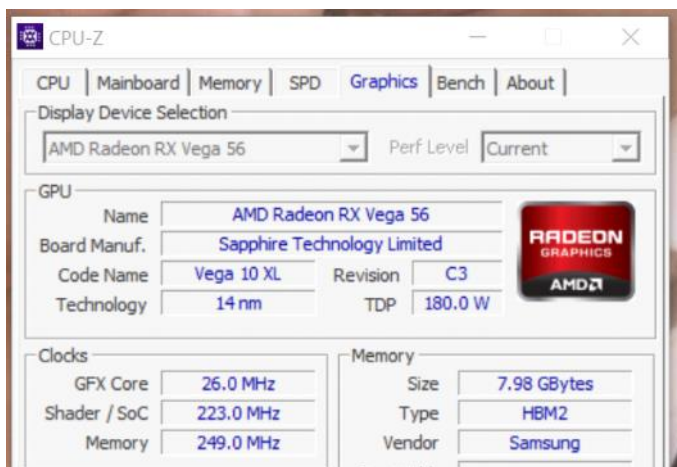 CPU-Z
CPU Mainboard Memory SPD Graphics Bench About
Display Device Selection
AMD Radeon RX Vega 56 Perf Level Current
GPU
Name AMD Radeon RX Vega 56
Board Manuf. Sapphire Technology Limited
Code Name Vega 10 XL Revision C3
Technology 14 nm TDP 180.0 W
RADEON
GRAPHICS
AMD
Clocks
GFX Core 26.0 MHz
Shader / SoC 223.0 MHz
Memory 249.0 MHz
Memory
Size 7.98 GBytes
Type HBM2
Vendor Samsung